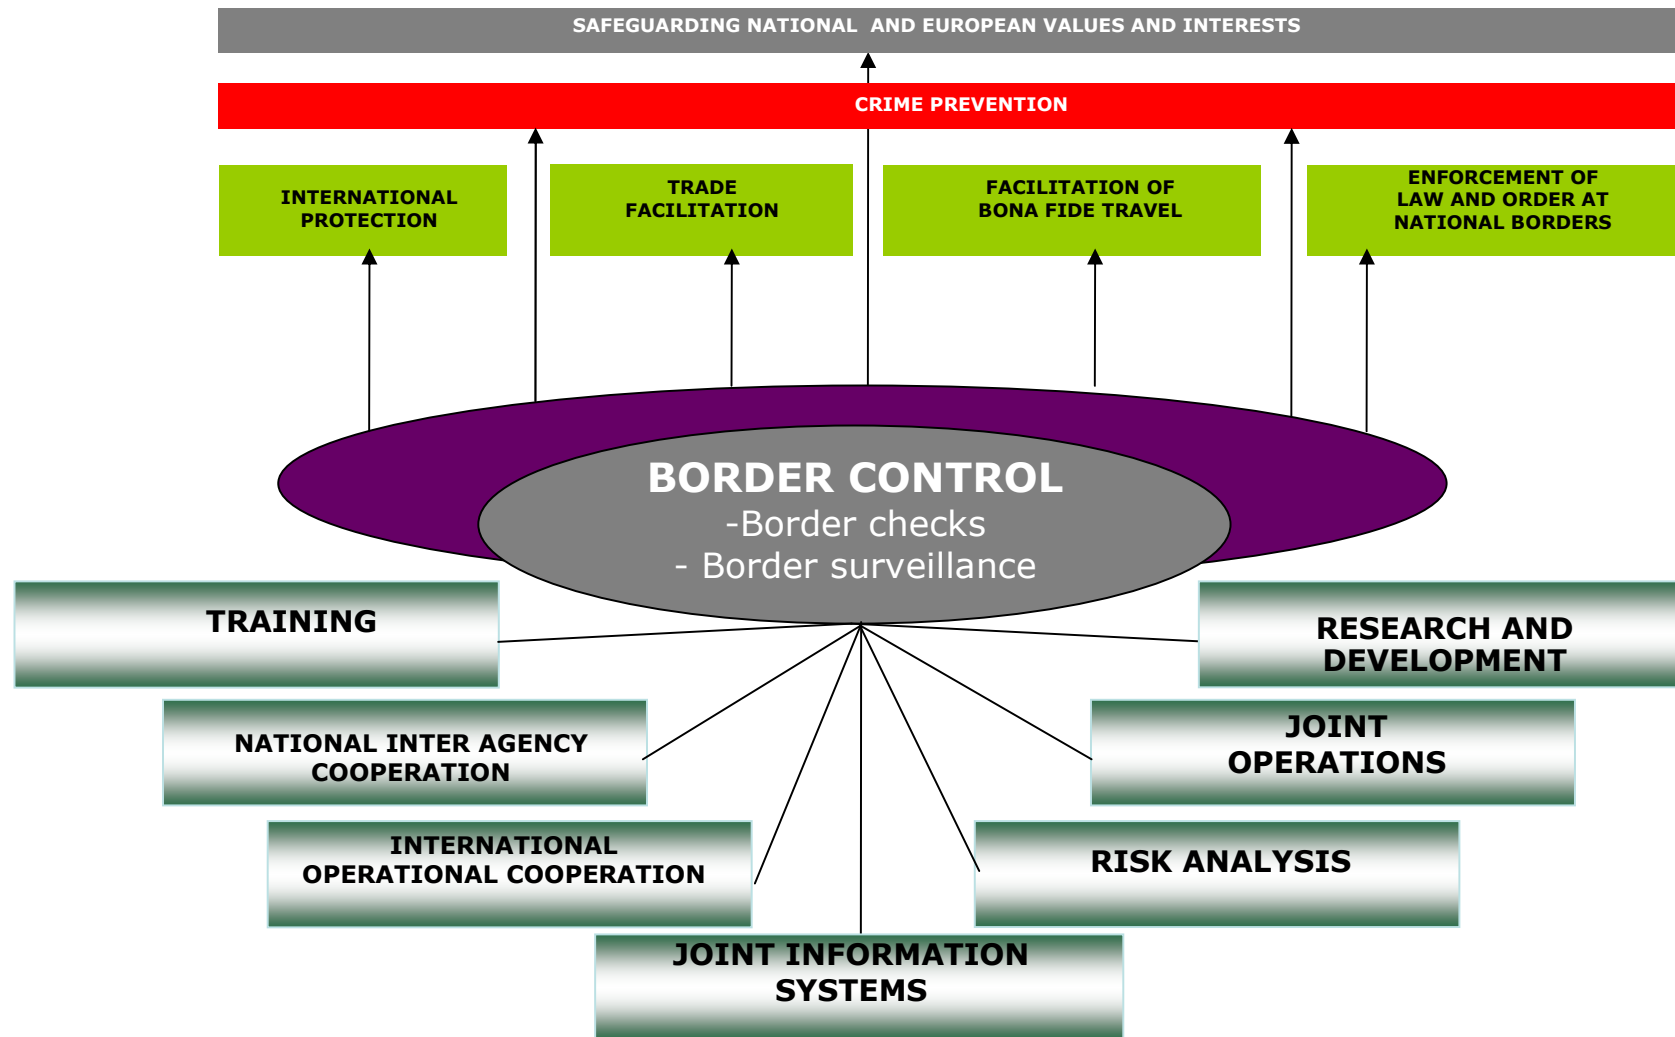 SAFEGUARDING NATIONAL  AND EUROPEAN VALUES AND INTERESTS
CRIME PREVENTION
INTERNATIONAL
PROTECTION
TRADE
FACILITATION
FACILITATION OF
BONA FIDE TRAVEL
ENFORCEMENT OF
LAW AND ORDER AT
NATIONAL BORDERS
BORDER CONTROL
-Border checks
- Border surveillance
TRAINING
RESEARCH AND
DEVELOPMENT
NATIONAL INTER AGENCY
COOPERATION
JOINT
OPERATIONS
INTERNATIONAL
OPERATIONAL COOPERATION
RISK ANALYSIS
JOINT INFORMATION
SYSTEMS